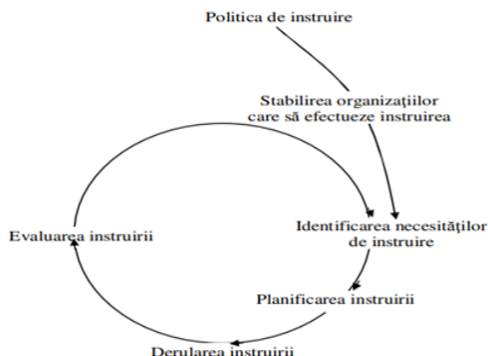 Politica de instruire
Stabilirea organizaţiilor
care să efectueze instruirea
Identificarea necesităţilor
de instruire
Evaluarea instruirii
Planificarea instruirii
Derularea instruirii